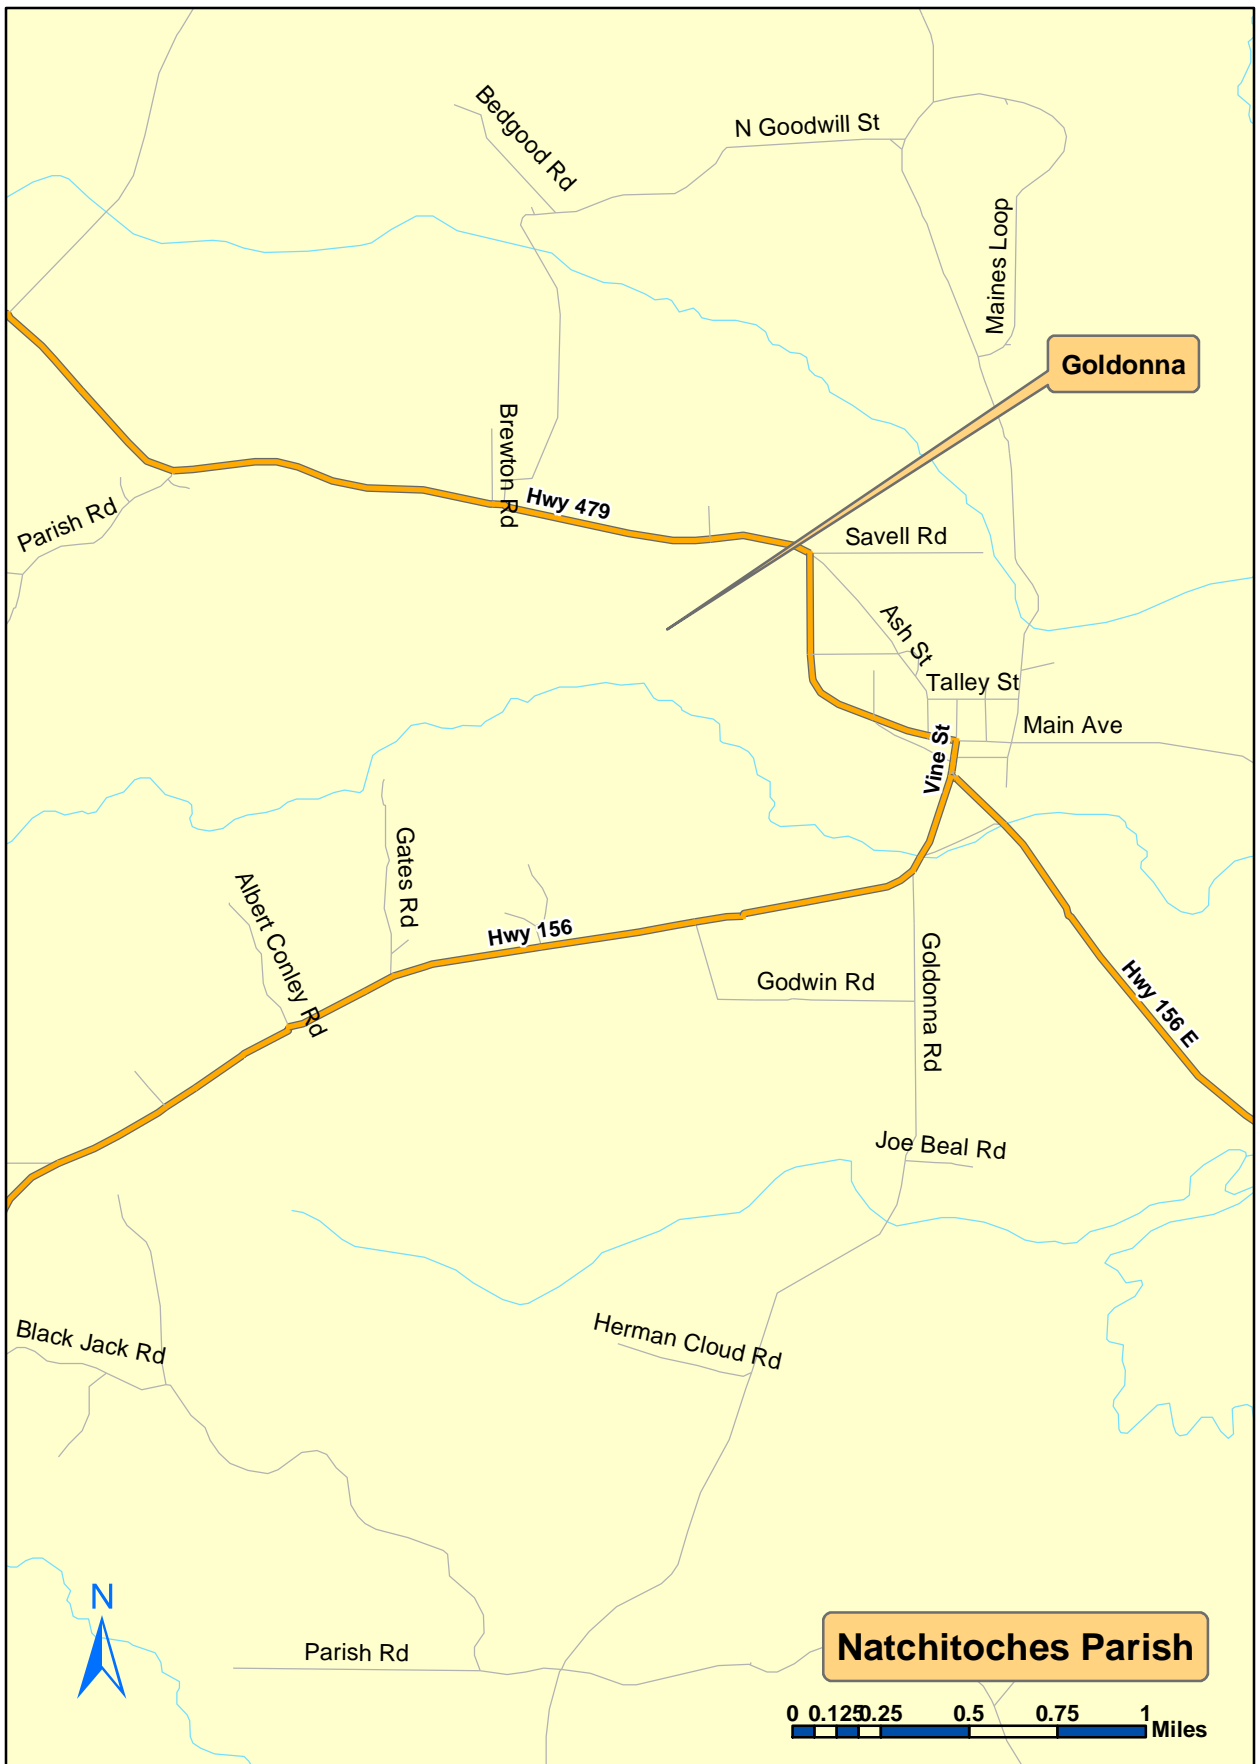 Bedgood Rd
N Goodwill St
Maines Loop
Goldonna
Brewton Rd
Hwy 479
Parish Rd
Savell Rd
Ash St
Talley St
Main Ave
Vine St
Gates Rd
Albert Conley Rd
Hwy 156
Godwin Rd
Goldonna Rd
Hwy 156 E
Joe Beal Rd
Black Jack Rd
Herman Cloud Rd
N
Parish Rd
Natchitoches Parish
0 0.125 0.25 0.5 0.75 1
Miles